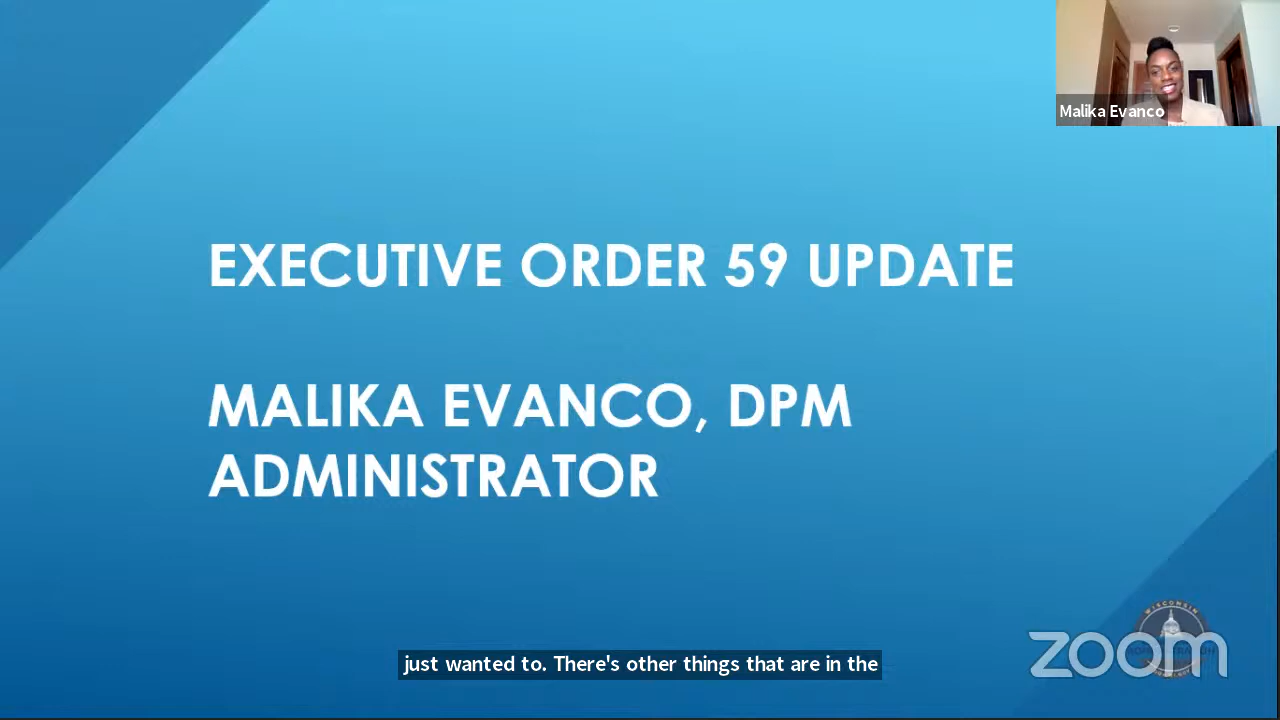 Malika Evanco
EXECUTIVE ORDER 59 UPDATE
MALIKA EVANCO, DPM
ADMINISTRATOR
just wanted to. There's other things that are in the
WISCONSIN
zoom